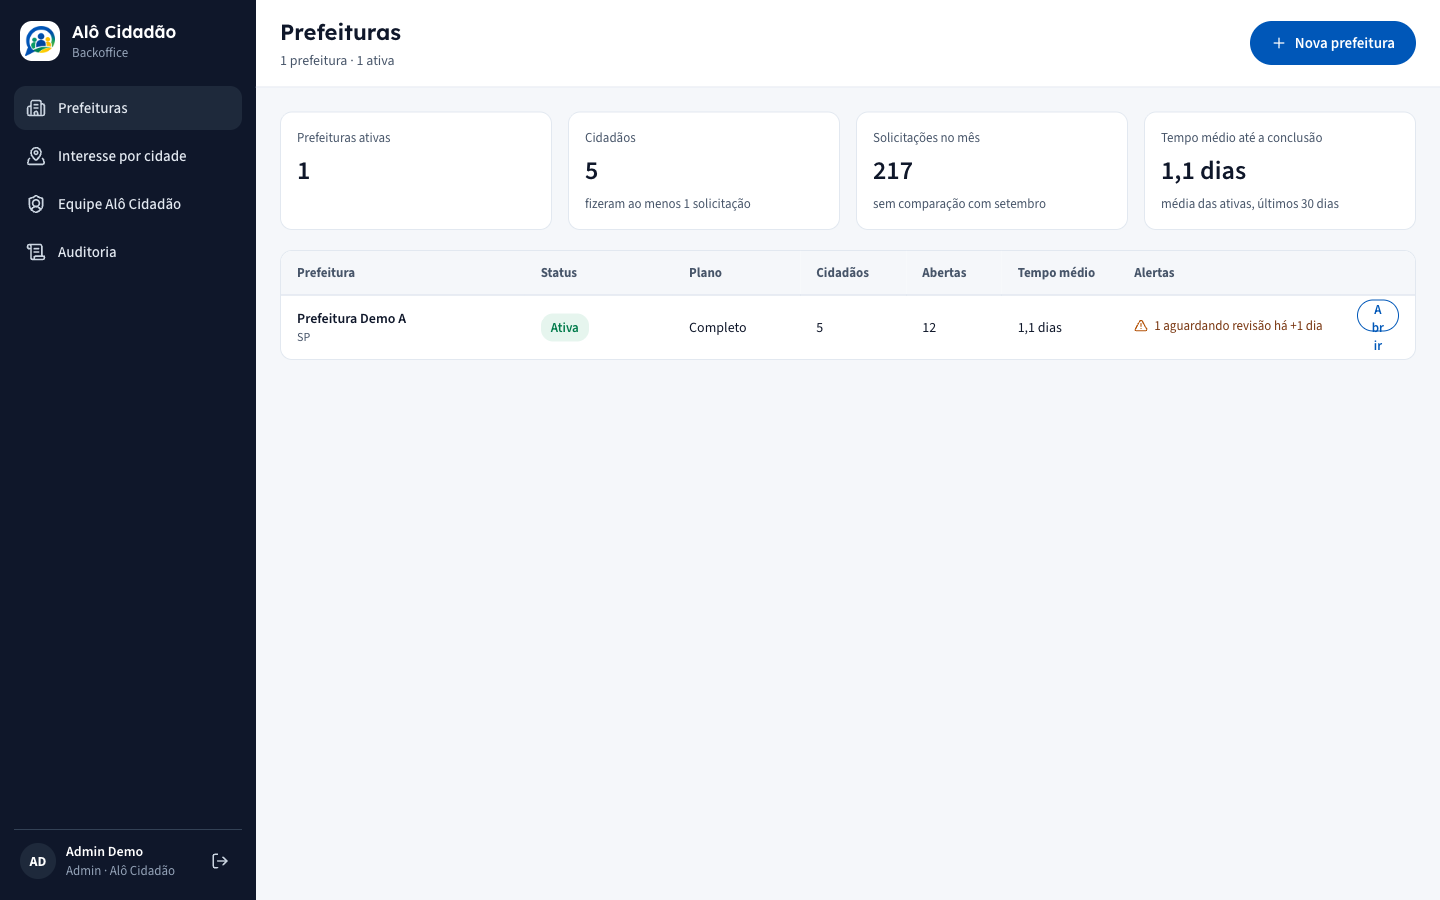 Alô Cidadão
Backoffice
Prefeituras
Interesse por cidade
Equipe Alô Cidadão
Auditoria
AD
Admin Demo
Admin · Alô Cidadão
Prefeituras
1 prefeitura · 1 ativa
Nova prefeitura
Prefeituras ativas
1
Cidadãos
5
fizeram ao menos 1 solicitação
Solicitações no mês
217
sem comparação com setembro
Tempo médio até a conclusão
1,1 dias
média das ativas, últimos 30 dias
Prefeitura Status Plano Cidadãos Abertas Tempo médio Alertas
Prefeitura Demo A
SP
Ativa Completo 5 12 1,1 dias 1 aguardando revisão há +1 dia
A
br
ir